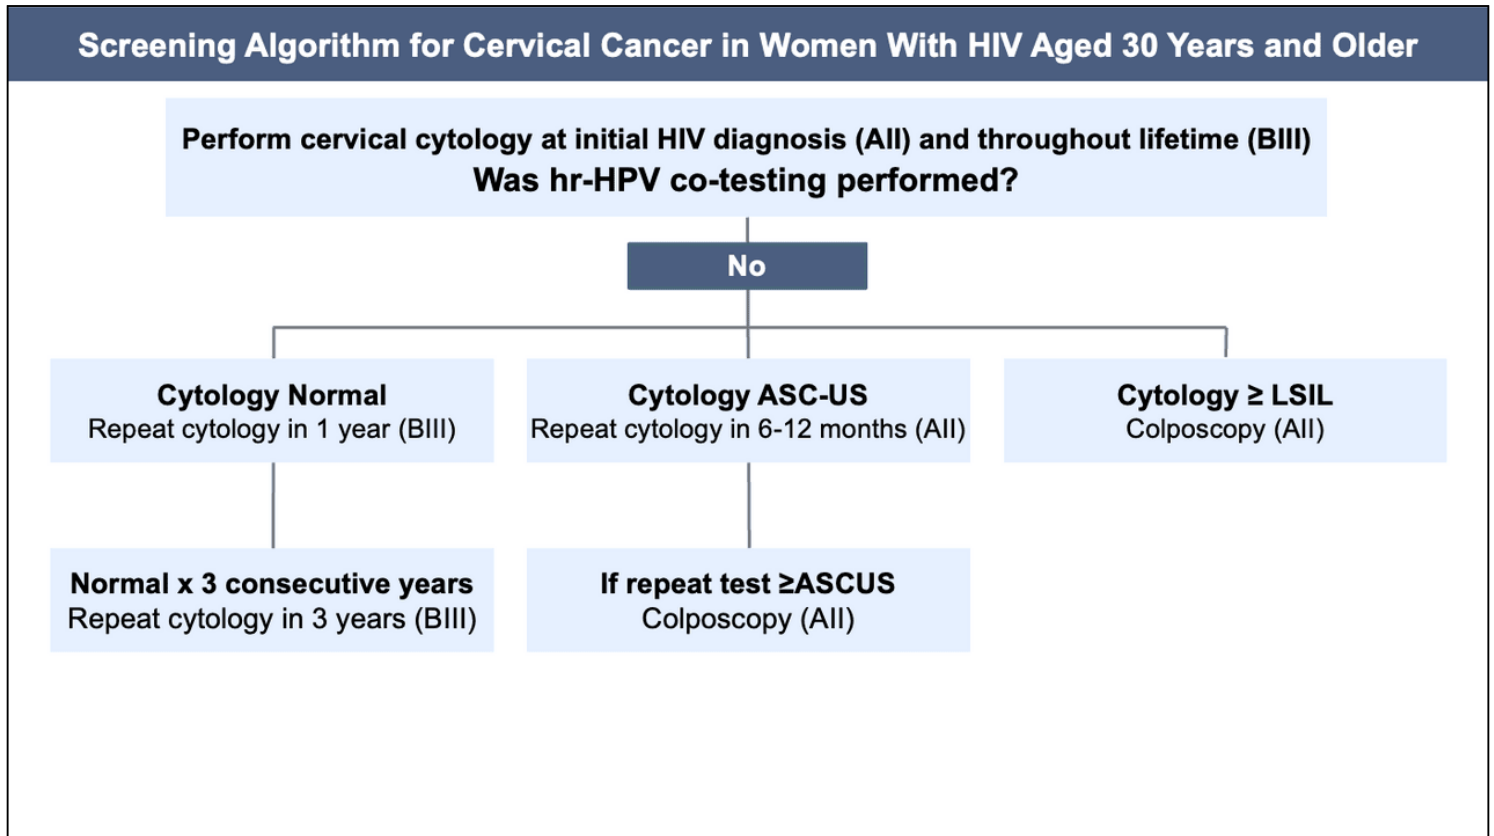 Screening Algorithm for Cervical Cancer in Women With HIV Aged 30 Years and Older
Perform cervical cytology at initial HIV diagnosis (AII) and throughout lifetime (BIII)
Was hr-HPV co-testing performed?
No
Cytology Normal
Repeat cytology in 1 year (BIII)
Cytology ASC-US
Repeat cytology in 6-12 months (AII)
Cytology ≥ LSIL
Colposcopy (AII)
Normal x 3 consecutive years
Repeat cytology in 3 years (BIII)
If repeat test ≥ASCUS
Colposcopy (AII)